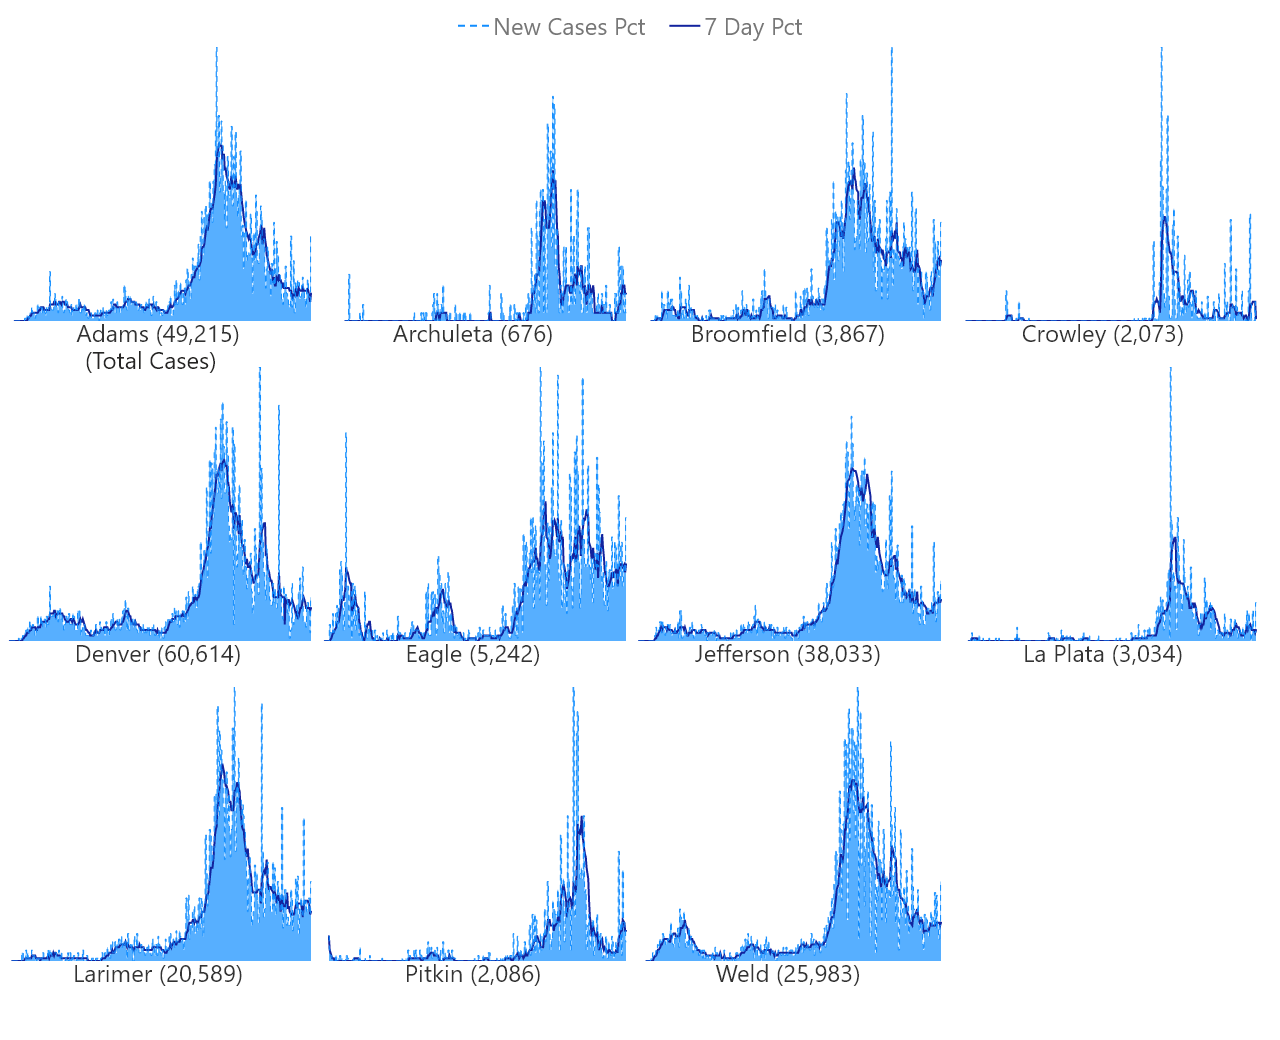 New Cases Pct 7 Day Pct
Adams (49,215) Archuleta (676) Broomfield (3,867) Crowley (2,073)
(Total Cases)
Denver (60,614) Eagle (5,242) Jefferson (38,033) La Plata (3,034)
Larimer (20,589) Pitkin (2,086) Weld (25,983)